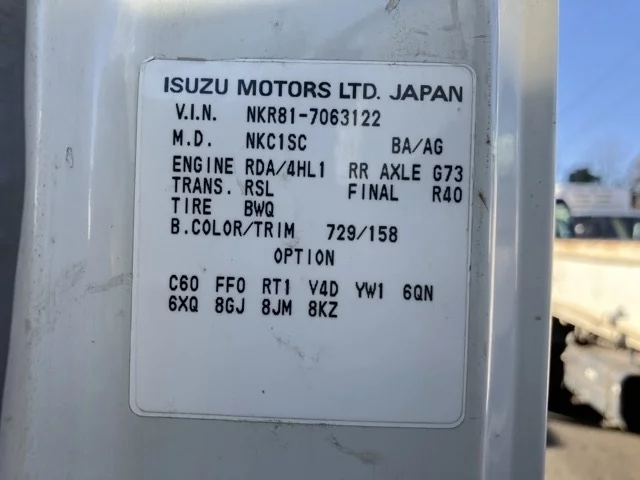 ISUZU MOTORS LTD. JAPAN
V.I.N. NKR81-7063122
M.D. NKC1SC BA/AG
ENGINE RDA/4HL1 RR AXLE G73
TRANS. RSL FINAL R40
TIRE BWQ
B.COLOR/TRIM 729/158
OPTION
C60 FF0 RT1 V4D YW1 6QN
6XQ 8GJ 8JM 8KZ